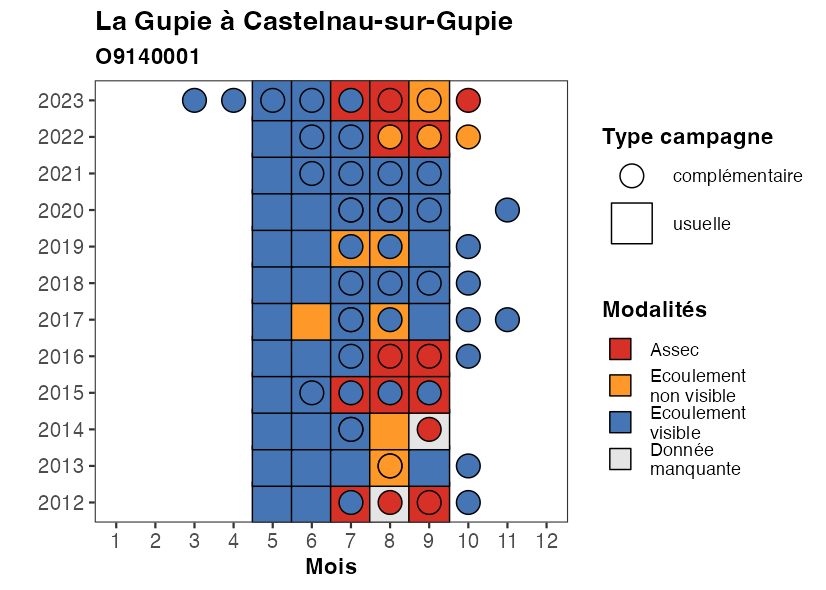 La Gupie à Castelnau-sur-Gupie
O9140001
2023
2022
2021
2020
2019
2018
2017
2016
2015
2014
2013
2012
1 2 3 4 5 6 7 8 9 10 11 12
Mois
Type campagne
complémentaire
usuelle
Modalités
Assec
Ecoulement
non visible
Ecoulement
visible
Donnée
manquante